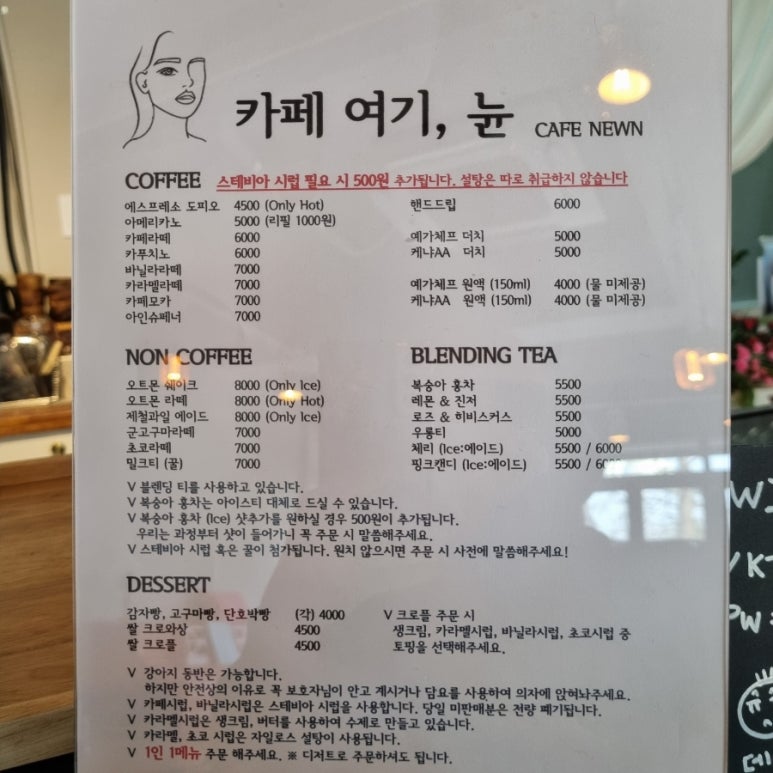 카페 여기, 뉸 CAFE NEWN
COFFEE 스테비아 시럽 필요 시 500원 추가됩니다. 설탕은 따로 취급하지 않습니다
에스프레소 도피오 4500 (Only Hot)
아메리카노 5000 (리필 1000원)
카페라떼 6000
카푸치노 6000
바닐라라떼 7000
카라멜라떼 7000
카페모카 7000
아인슈페너 7000
핸드드립 6000
예가체프 더치 5000
케냐AA 더치 5000
예가체프 원액 (150ml) 4000 (물 미제공)
케냐AA 원액 (150ml) 4000 (물 미제공)
NON COFFEE
오트몬 쉐이크 8000 (Only Ice)
오트몬 라떼 8000 (Only Hot)
제철과일 에이드 8000 (Only Ice)
군고구마라떼 7000
초코라떼 7000
밀크티 (꿀) 7000
BLENDING TEA
복숭아 홍차 5500
레몬 & 진저 5500
로즈 & 히비스커스 5500
우롱티 5000
체리 (Ice:에이드) 5500 / 6000
핑크캔디 (Ice:에이드) 5500 / 6000
V 블렌딩 티를 사용하고 있습니다.
V 복숭아 홍차는 아이스티 대체로 드실 수 있습니다.
V 복숭아 홍차 (Ice) 샷추가를 원하실 경우 500원이 추가됩니다.
우리는 과정부터 샷이 들어가니 꼭 주문 시 말씀해주세요.
V 스테비아 시럽 혹은 꿀이 첨가됩니다. 원치 않으시면 주문 시 사전에 말씀해주세요!
DESSERT
감자빵, 고구마빵, 단호박빵 (각) 4000
쌀 크로와상 4500
쌀 크로플 4500
V 크로플 주문 시
생크림, 카라멜시럽, 바닐라시럽, 초코시럽 중
토핑을 선택해주세요.
V 강아지 동반은 가능합니다.
하지만 안전상의 이유로 꼭 보호자님이 안고 계시거나 담요를 사용하여 의자에 앉혀놔주세요.
V 카페시럽, 바닐라시럽은 스테비아 시럽을 사용합니다. 당일 미판매분은 전량 폐기됩니다.
V 카라멜시럽은 생크림, 버터를 사용하여 수제로 만들고 있습니다.
V 카라멜, 초코 시럽은 자일로스 설탕이 사용됩니다.
V 1인 1메뉴 주문 해주세요. ※ 디저트로 주문하셔도 됩니다.
PW: